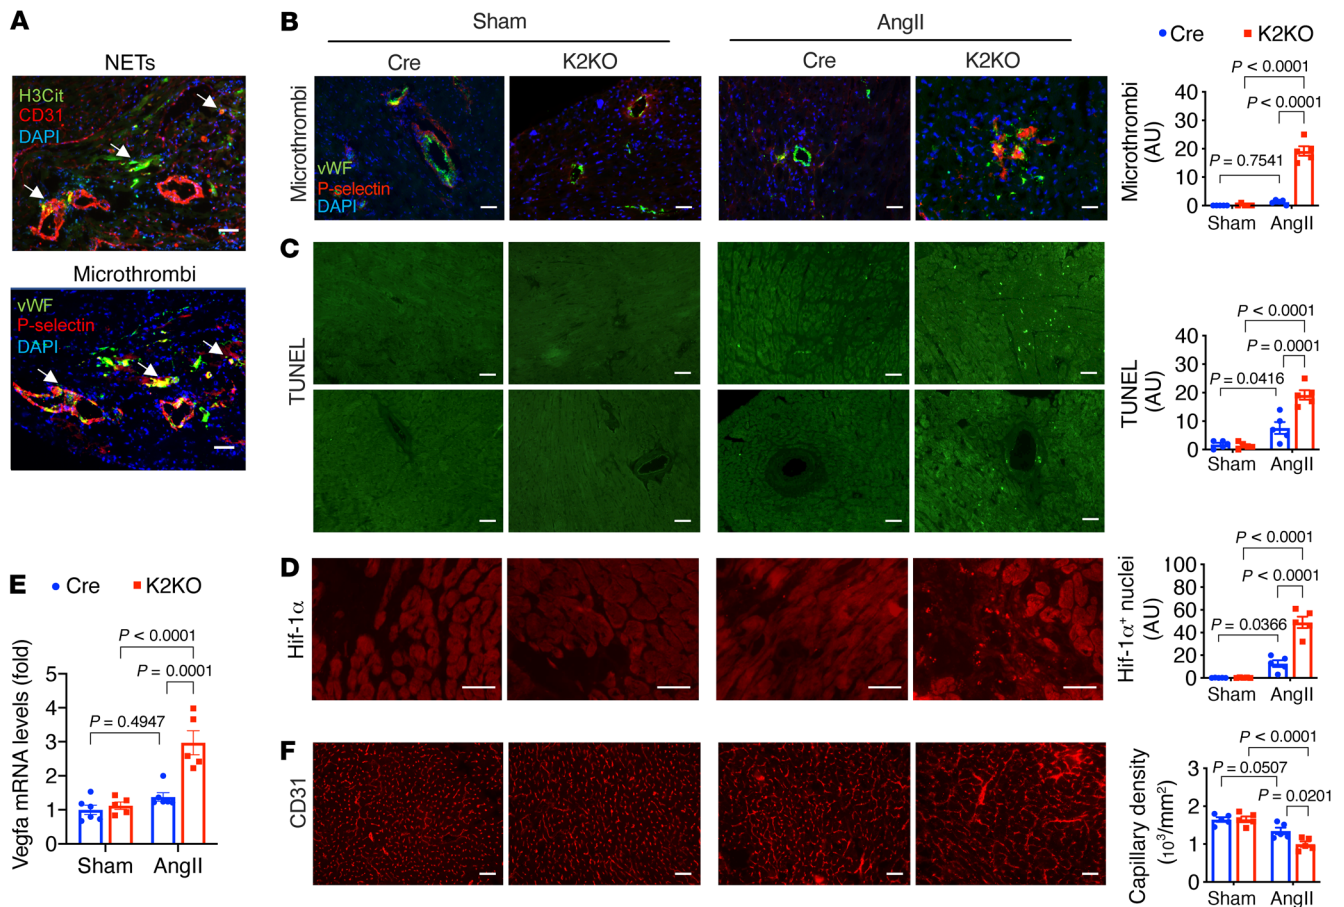 A
NETs
H3Cit
CD31
DAPI
Microthrombi
vWF
P-selectin
DAPI
B
Sham
AngII
Cre
K2KO
Cre
K2KO
Microthrombi
vWF
P-selectin
DAPI
Cre
K2KO
P < 0.0001
P < 0.0001
P = 0.7541
Microthrombi
(AU)
40
30
20
10
0
Sham
AngII
C
TUNEL
P < 0.0001
P = 0.0001
P = 0.0416
TUNEL
(AU)
40
30
20
10
0
Sham
AngII
D
Hif-1α
P < 0.0001
P < 0.0001
P = 0.0366
Hif-1α+ nuclei
(AU)
100
80
60
40
20
0
Sham
AngII
E
Cre
K2KO
P < 0.0001
P = 0.0001
P = 0.4947
Vegfa mRNA levels (fold)
5
4
3
2
1
0
Sham
AngII
F
CD31
P < 0.0001
P = 0.0507
P = 0.0201
Capillary density
(10³/mm²)
3
2
1
0
Sham
AngII